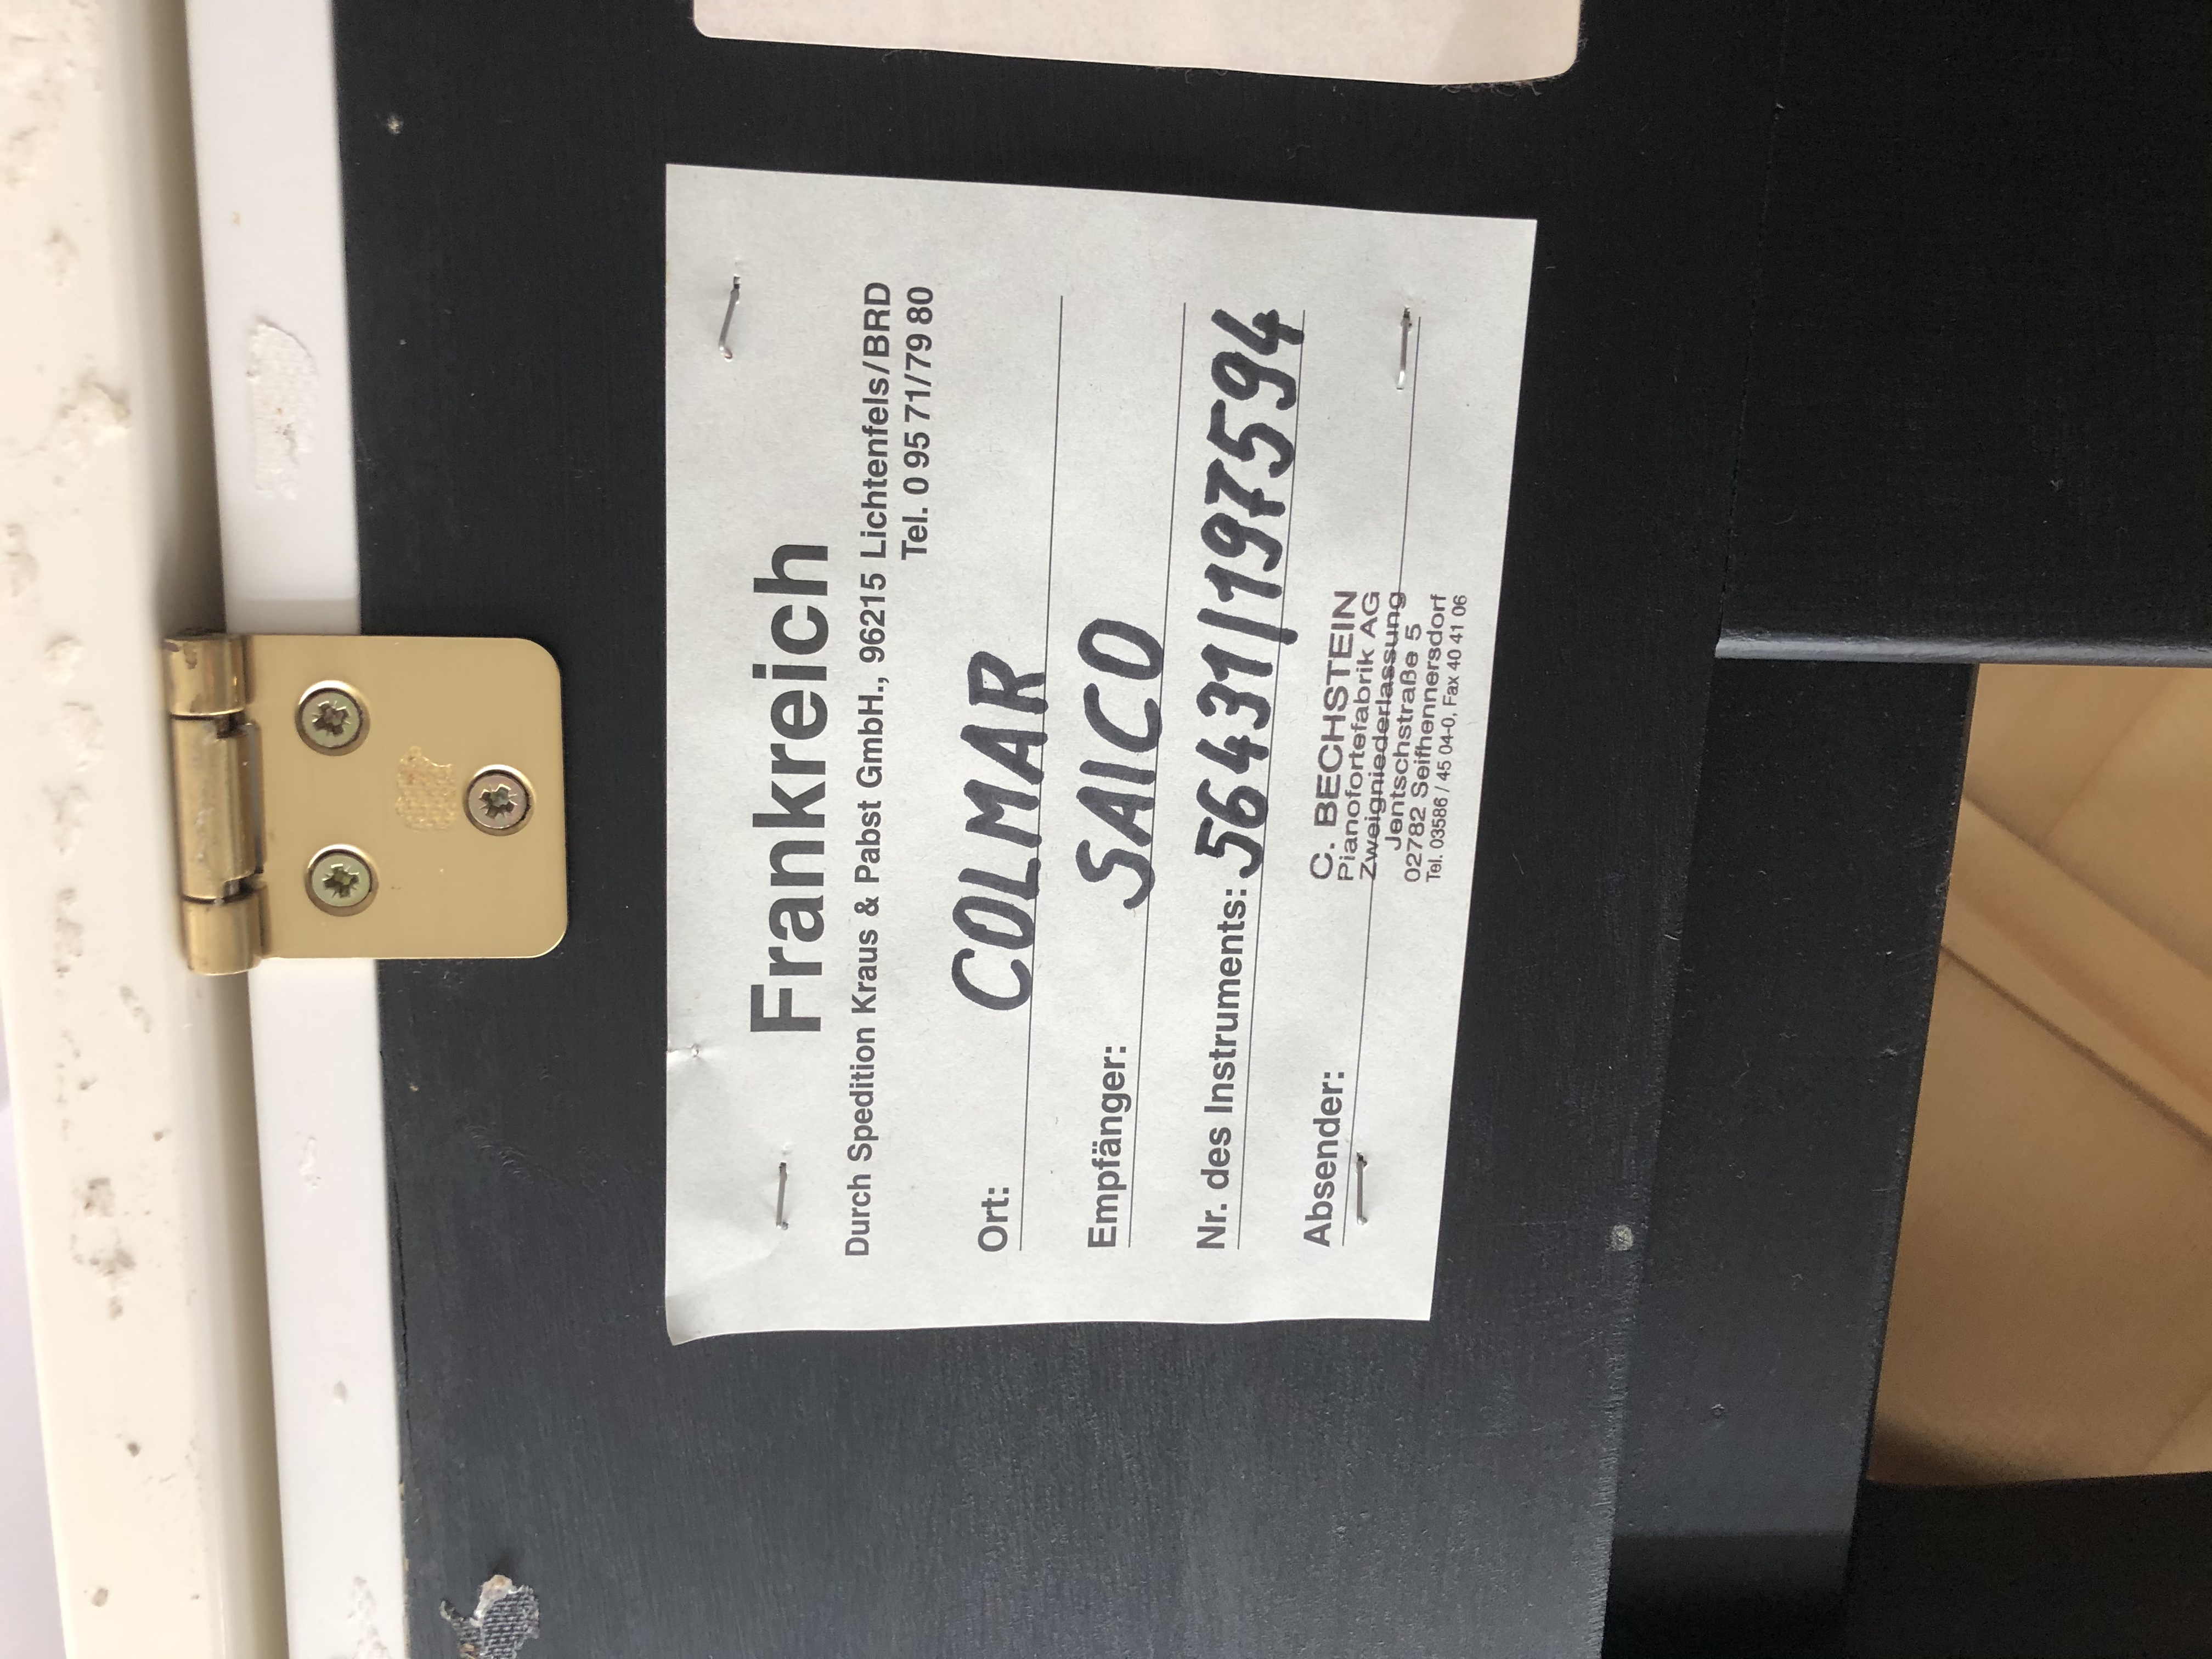 Frankreich
Durch Spedition Kraus & Pabst GmbH., 96215 Lichtenfels/BRD
Tel. 0 95 71/79 80
Ort: COLMAR
Empfänger: SAICO
Nr. des Instruments: 56431/197594
Absender:
C. BECHSTEIN
Pianofortefabrik AG
Zweigniederlassung
Jentschstraße 5
02782 Seifhennersdorf
Tel. 03586 / 45 04-0, Fax 40 41 06